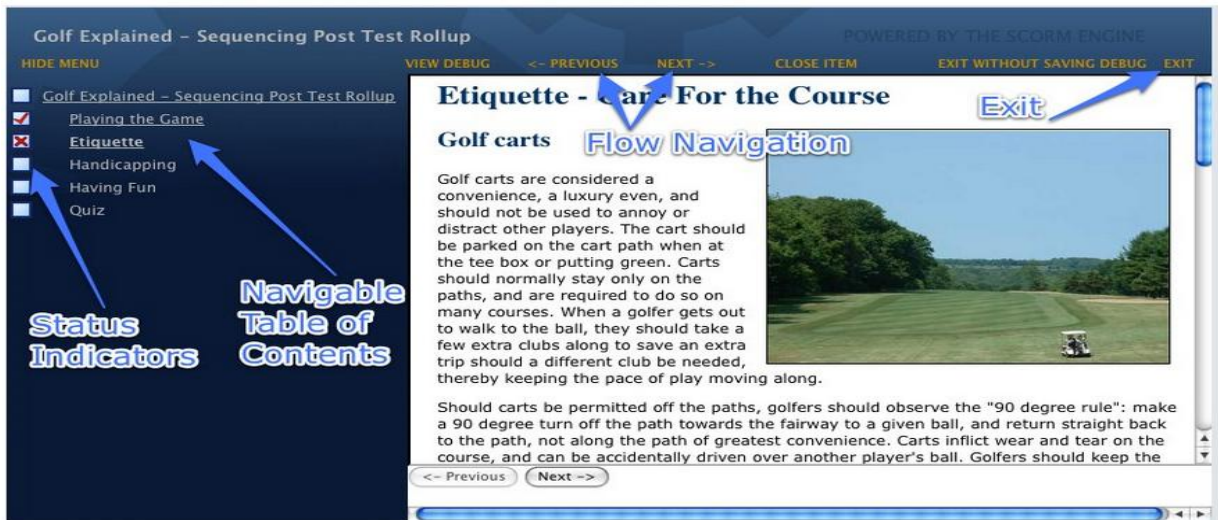 Golf Explained – Sequencing Post Test Rollup
POWERED BY THE SCORM ENGINE
HIDE MENU
VIEW DEBUG
<- PREVIOUS
NEXT ->
CLOSE ITEM
EXIT WITHOUT SAVING DEBUG
EXIT
Golf Explained – Sequencing Post Test Rollup
Playing the Game
Etiquette
Handicapping
Having Fun
Quiz
Status
Indicators
Navigable
Table of
Contents
Etiquette - Care For the Course
Exit
Flow Navigation
Golf carts
Golf carts are considered a
convenience, a luxury even, and
should not be used to annoy or
distract other players. The cart should
be parked on the cart path when at
the tee box or putting green. Carts
should normally stay only on the
paths, and are required to do so on
many courses. When a golfer gets out
to walk to the ball, they should take a
few extra clubs along to save an extra
trip should a different club be needed,
thereby keeping the pace of play moving along.
Should carts be permitted off the paths, golfers should observe the "90 degree rule": make
a 90 degree turn off the path towards the fairway to a given ball, and return straight back
to the path, not along the path of greatest convenience. Carts inflict wear and tear on the
course, and can be accidentally driven over another player's ball. Golfers should keep the
<- Previous
Next ->